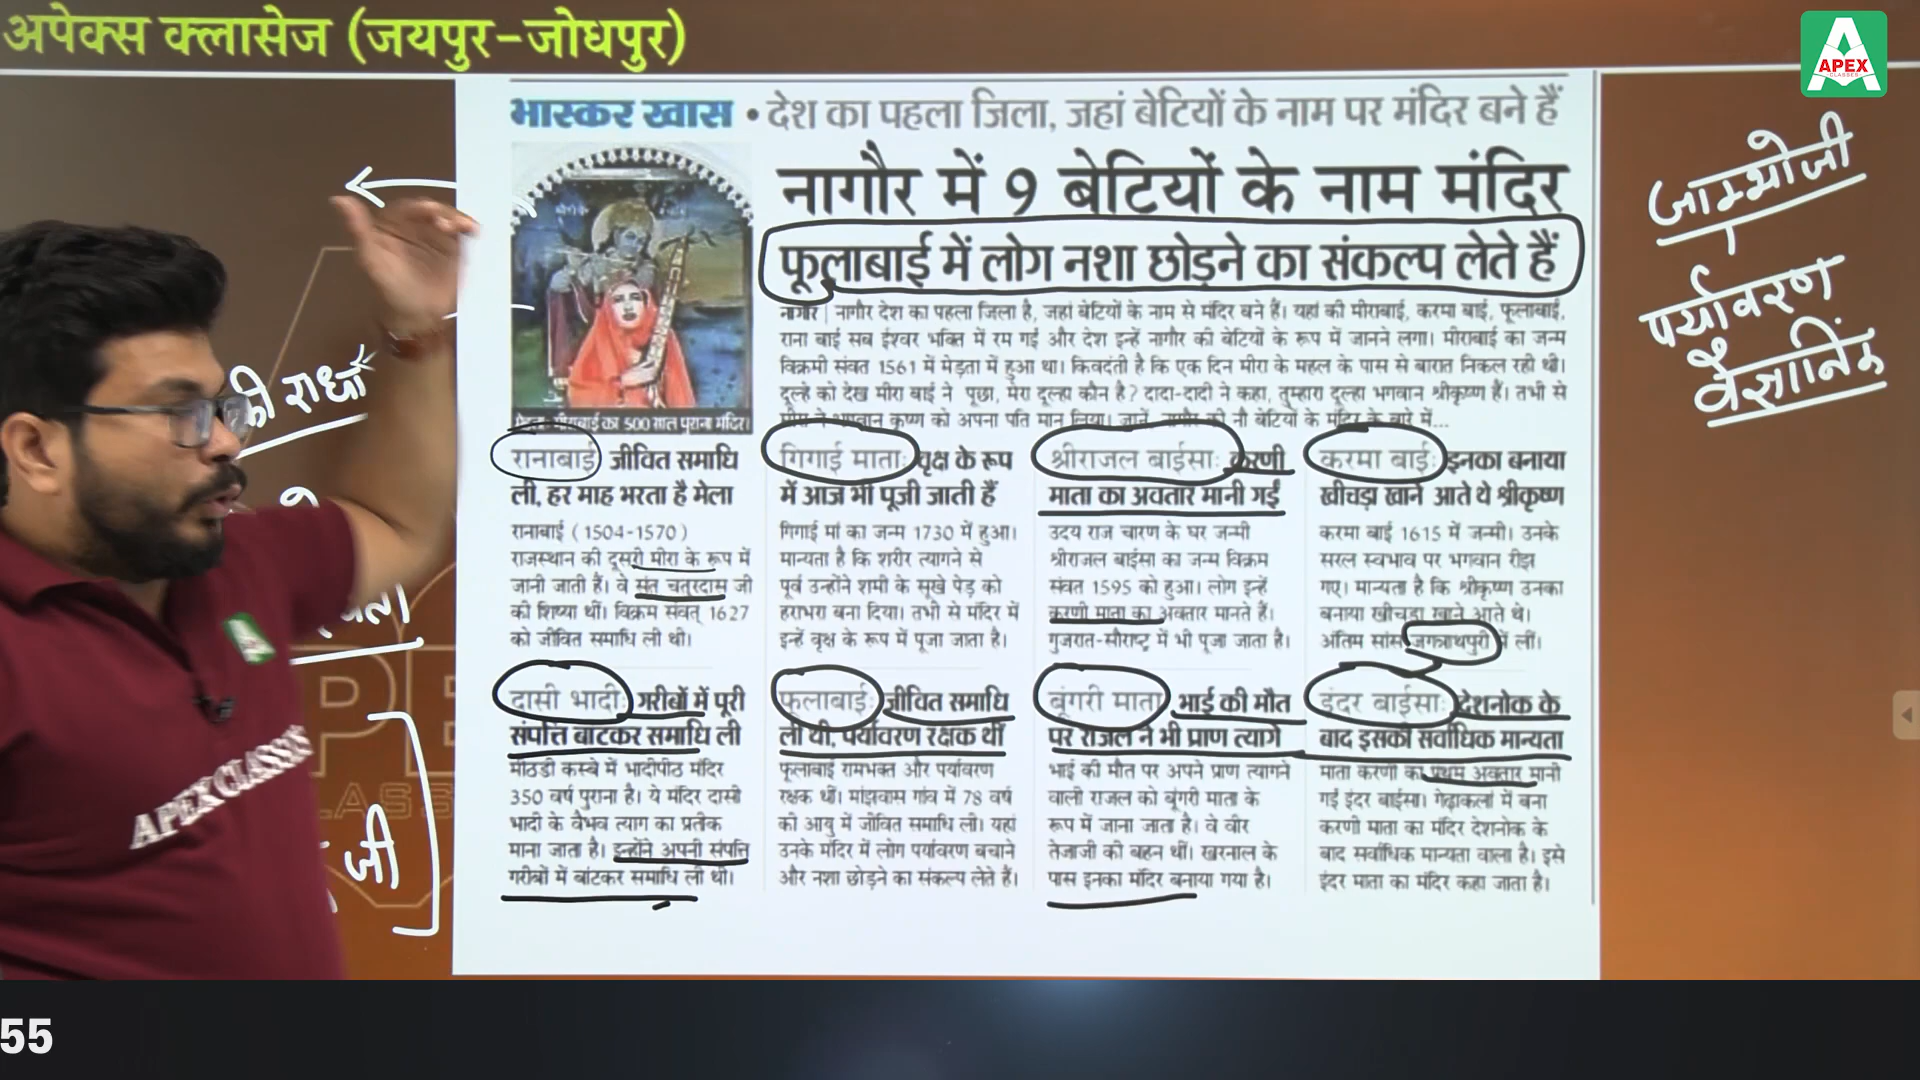 अपेक्स क्लासेज (जयपुर-जोधपुर)
APEX
CLASSES
भास्कर खास • देश का पहला जिला, जहां बेटियों के नाम पर मंदिर बने हैं
नागौर में 9 बेटियों के नाम मंदिर
फूलाबाई में लोग नशा छोड़ने का संकल्प लेते हैं
नागौर | नागौर देश का पहला जिला है, जहां बेटियों के नाम से मंदिर बने हैं। यहां की मीराबाई, करमा बाई, फूलाबाई,
राना बाई सब ईश्वर भक्ति में रम गईं और देश इन्हें नागौर की बेटियों के रूप में जानने लगा। मीराबाई का जन्म
विक्रमी संवत 1561 में मेड़ता में हुआ था। किवदंती है कि एक दिन मीरा के महल के पास से बारात निकल रही थी।
दूल्हे को देख मीरा बाई ने पूछा, मेरा दूल्हा कौन है? दादा-दादी ने कहा, तुम्हारा दूल्हा भगवान श्रीकृष्ण हैं। तभी से
मीरा ने भगवान कृष्ण को अपना पति मान लिया। जानें, नागौर की नौ बेटियों के मंदिर के बारे में...
मीराबाई का 500 साल पुराना मंदिर।
रानाबाई जीवित समाधि
ली, हर माह भरता है मेला
रानाबाई (1504-1570)
राजस्थान की दूसरी मीरा के रूप में
जानी जाती हैं। वे संत चतुरदास जी
की शिष्या थीं। विक्रम संवत् 1627
को जीवित समाधि ली थी।
गिगाई माता: वृक्ष के रूप
में आज भी पूजी जाती हैं
गिगाई मां का जन्म 1730 में हुआ।
मान्यता है कि शरीर त्यागने से
पूर्व उन्होंने शमी के सूखे पेड़ को
हराभरा बना दिया। तभी से मंदिर में
इन्हें वृक्ष के रूप में पूजा जाता है।
श्रीराजल बाईसा: करणी
माता का अवतार मानी गईं
उदय राज चारण के घर जन्मी
श्रीराजल बाईसा का जन्म विक्रम
संवत 1595 को हुआ। लोग इन्हें
करणी माता का अवतार मानते हैं।
गुजरात-सौराष्ट्र में भी पूजा जाता है।
करमा बाई: इनका बनाया
खीचड़ा खाने आते थे श्रीकृष्ण
करमा बाई 1615 में जन्मी। उनके
सरल स्वभाव पर भगवान रीझ
गए। मान्यता है कि श्रीकृष्ण उनका
बनाया खीचड़ा खाने आते थे।
अंतिम सांस जगन्नाथपुरी में लीं।
दासी भादी: गरीबों में पूरी
संपत्ति बांटकर समाधि ली
मीठड़ी कस्बे में भादीपीठ मंदिर
350 वर्ष पुराना है। ये मंदिर दासी
भादी के वैभव त्याग का प्रतीक
माना जाता है। इन्होंने अपनी संपत्ति
गरीबों में बांटकर समाधि ली थी।
फूलाबाई: जीवित समाधि
ली थी, पर्यावरण रक्षक थीं
फूलाबाई रामभक्त और पर्यावरण
रक्षक थीं। मांझवास गांव में 78 वर्ष
की आयु में जीवित समाधि ली। यहां
उनके मंदिर में लोग पर्यावरण बचाने
और नशा छोड़ने का संकल्प लेते हैं।
बूंगरी माता भाई की मौत
पर राजल ने भी प्राण त्यागे
भाई की मौत पर अपने प्राण त्यागने
वाली राजल को बूंगरी माता के
रूप में जाना जाता है। वे वीर
तेजाजी की बहन थीं। खरनाल के
पास इनका मंदिर बनाया गया है।
इंदर बाईसा: देशनोक के
बाद इसकी सर्वाधिक मान्यता
माता करणी का प्रथम अवतार मानी
गईं इंदर बाईसा। गेढ़ाकलां में बना
करणी माता का मंदिर देशनोक के
बाद सर्वाधिक मान्यता वाला है। इसे
इंदर माता का मंदिर कहा जाता है।
जाम्भोजी
पर्यावरण
वैज्ञानिक
की राधा
जी
APEX CLASSES
55